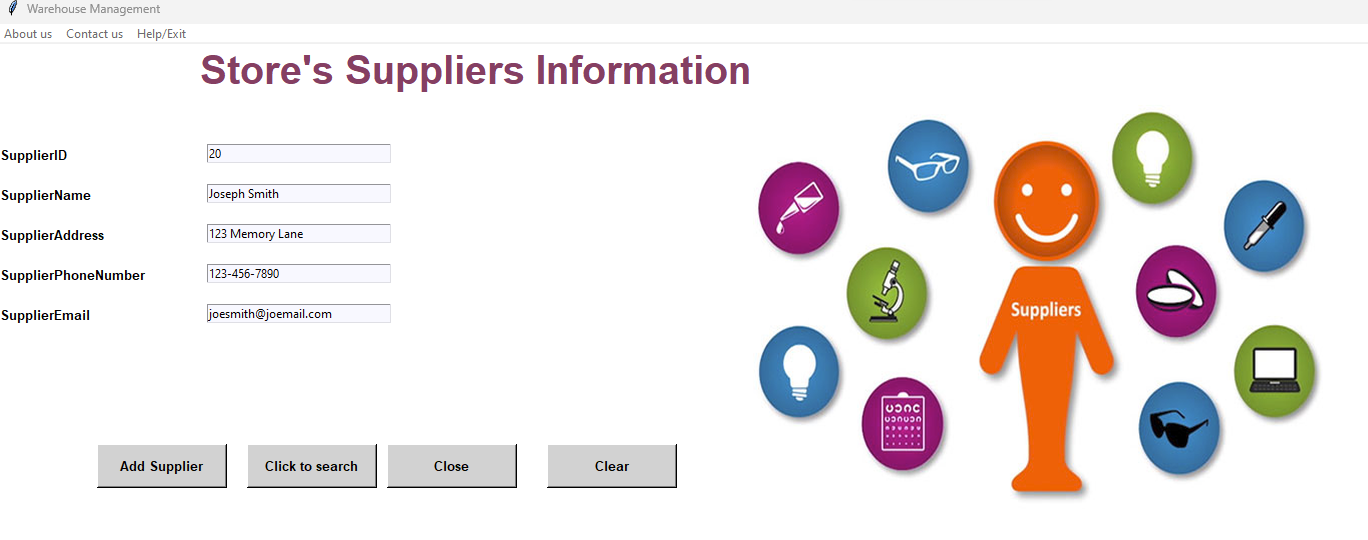 Warehouse Management
About us Contact us Help/Exit
Store's Suppliers Information
SupplierID 20
SupplierName Joseph Smith
SupplierAddress 123 Memory Lane
SupplierPhoneNumber 123-456-7890
SupplierEmail joesmith@joemail.com
Suppliers
Add Supplier Click to search Close Clear